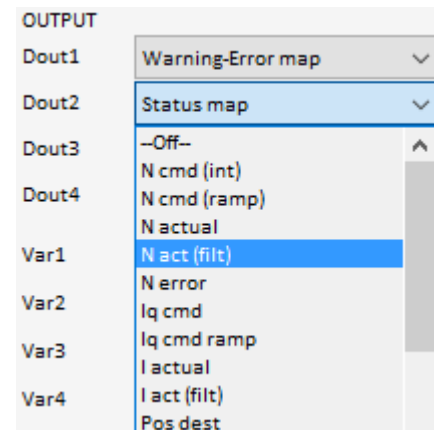 OUTPUT
Dout1 Warning-Error map
Dout2 Status map
Dout3 --Off--
N cmd (int)
Dout4 N cmd (ramp)
N actual
Var1 N act (filt)
N error
Var2 Iq cmd
Iq cmd ramp
Var3 I actual
Var4 I act (filt)
Pos dest